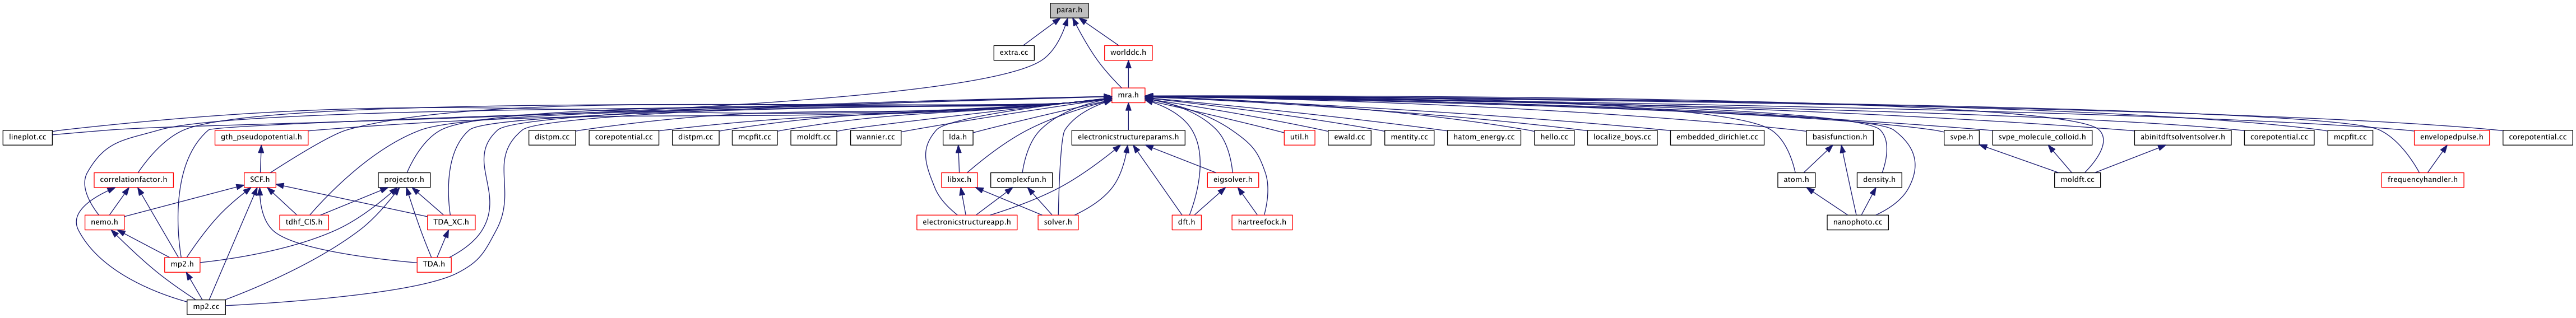 parar.h
extra.cc
worlddc.h
mra.h
lineplot.cc
gth_pseudopotential.h
distpm.cc
corepotential.cc
distpm.cc
mcpfit.cc
moldft.cc
wannier.cc
lda.h
electronicstructureparams.h
util.h
ewald.cc
mentity.cc
hatom_energy.cc
hello.cc
localize_boys.cc
embedded_dirichlet.cc
basisfunction.h
svpe.h
svpe_molecule_colloid.h
abinitdftsolventsolver.h
corepotential.cc
mcpfit.cc
envelopedpulse.h
corepotential.cc
correlationfactor.h
SCF.h
projector.h
libxc.h
complexfun.h
eigsolver.h
atom.h
density.h
moldft.cc
frequencyhandler.h
nemo.h
tdhf_CIS.h
TDA_XC.h
electronicstructureapp.h
solver.h
dft.h
hartreefock.h
nanophoto.cc
mp2.h
TDA.h
mp2.cc